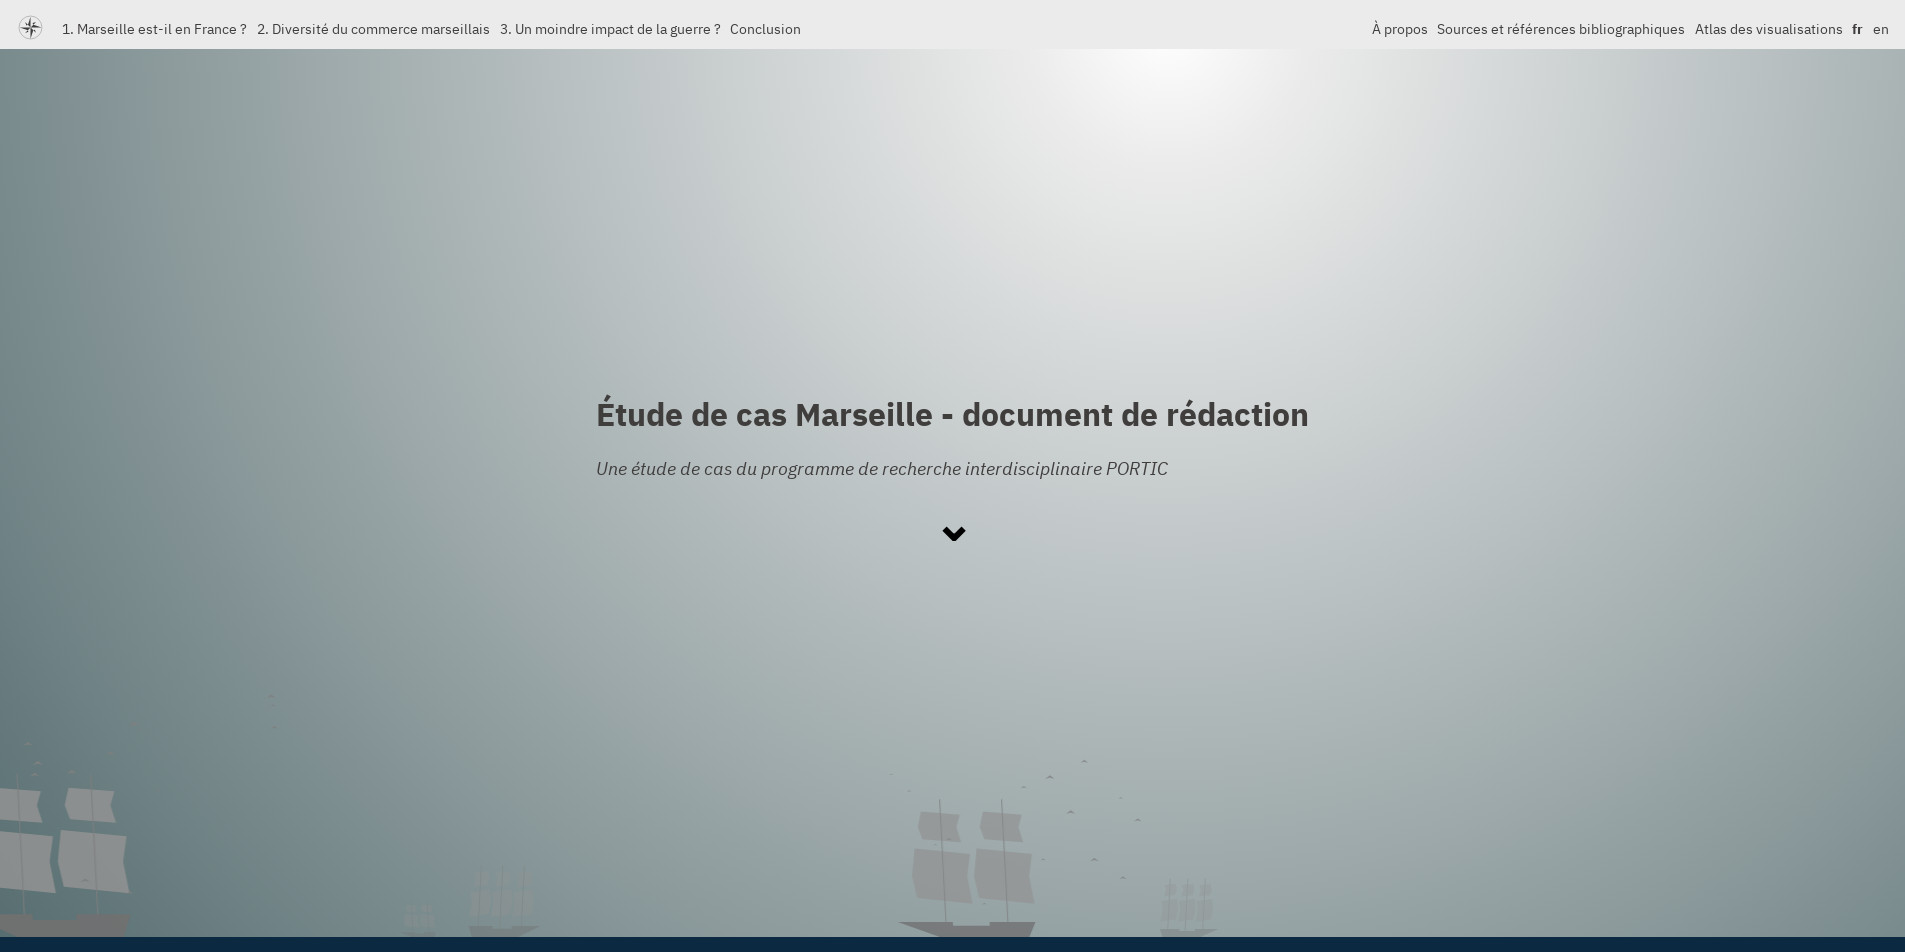 1. Marseille est-il en France ? 2. Diversité du commerce marseillais 3. Un moindre impact de la guerre ? Conclusion À propos Sources et références bibliographiques Atlas des visualisations fr en
Étude de cas Marseille - document de rédaction
Une étude de cas du programme de recherche interdisciplinaire PORTIC